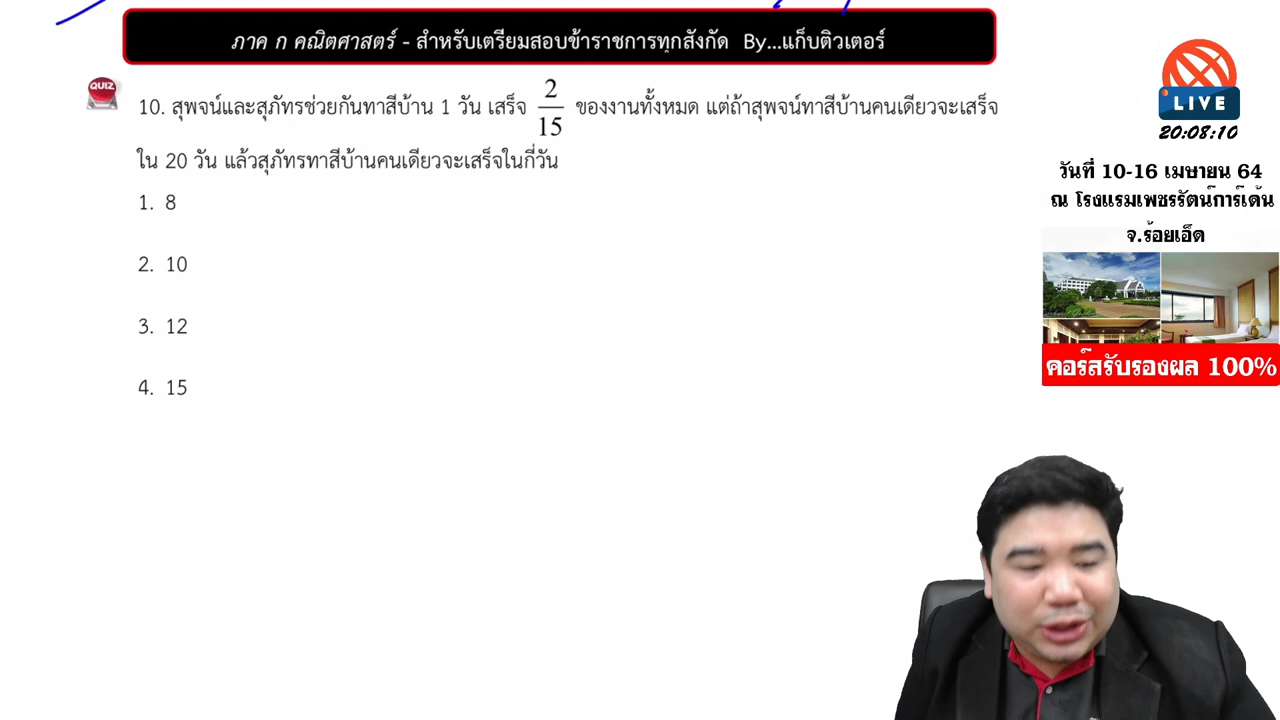 ภาค ก คณิตศาสตร์ - สำหรับเตรียมสอบข้าราชการทุกสังกัด By...แก็บติวเตอร์
QUIZ
10. สุพจน์และสุภัทรช่วยกันทาสีบ้าน 1 วัน เสร็จ 2/15 ของงานทั้งหมด แต่ถ้าสุพจน์ทาสีบ้านคนเดียวจะเสร็จ
ใน 20 วัน แล้วสุภัทรทาสีบ้านคนเดียวจะเสร็จในกี่วัน
1. 8
2. 10
3. 12
4. 15
LIVE
20:08:10
วันที่ 10-16 เมษายน 64
ณ โรงแรมเพชรรัตน์การ์เด้น
จ.ร้อยเอ็ด
คอร์สรับรองผล 100%